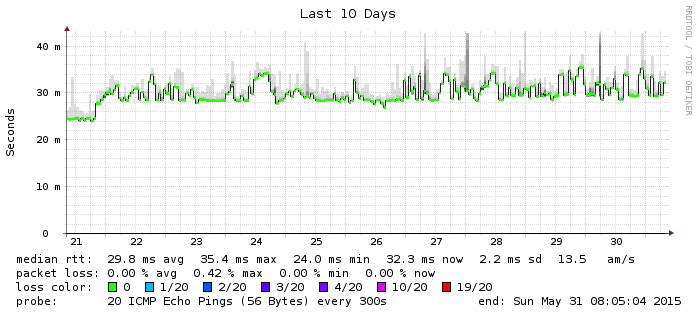 Last 10 Days
RRDTOOL / TOBI OETIKER
Seconds
40 m
30 m
20 m
10 m
0
21 22 23 24 25 26 27 28 29 30
median rtt: 29.8 ms avg 35.4 ms max 24.0 ms min 32.3 ms now 2.2 ms sd 13.5 am/s
packet loss: 0.00 % avg 0.42 % max 0.00 % min 0.00 % now
loss color: 0 1/20 2/20 3/20 4/20 10/20 19/20
probe: 20 ICMP Echo Pings (56 Bytes) every 300s end: Sun May 31 08:05:04 2015